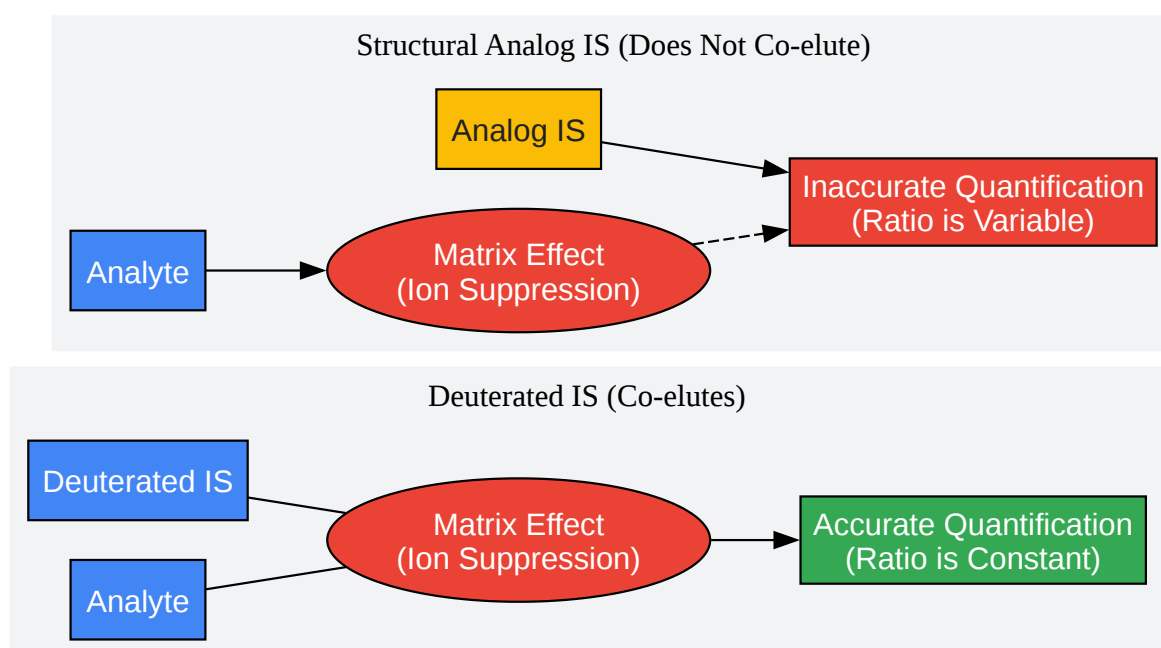 Structural Analog IS (Does Not Co-elute)
Analog IS
Inaccurate Quantification
(Ratio is Variable)
Analyte
Matrix Effect
(Ion Suppression)
Deuterated IS (Co-elutes)
Deuterated IS
Matrix Effect
(Ion Suppression)
Accurate Quantification
(Ratio is Constant)
Analyte